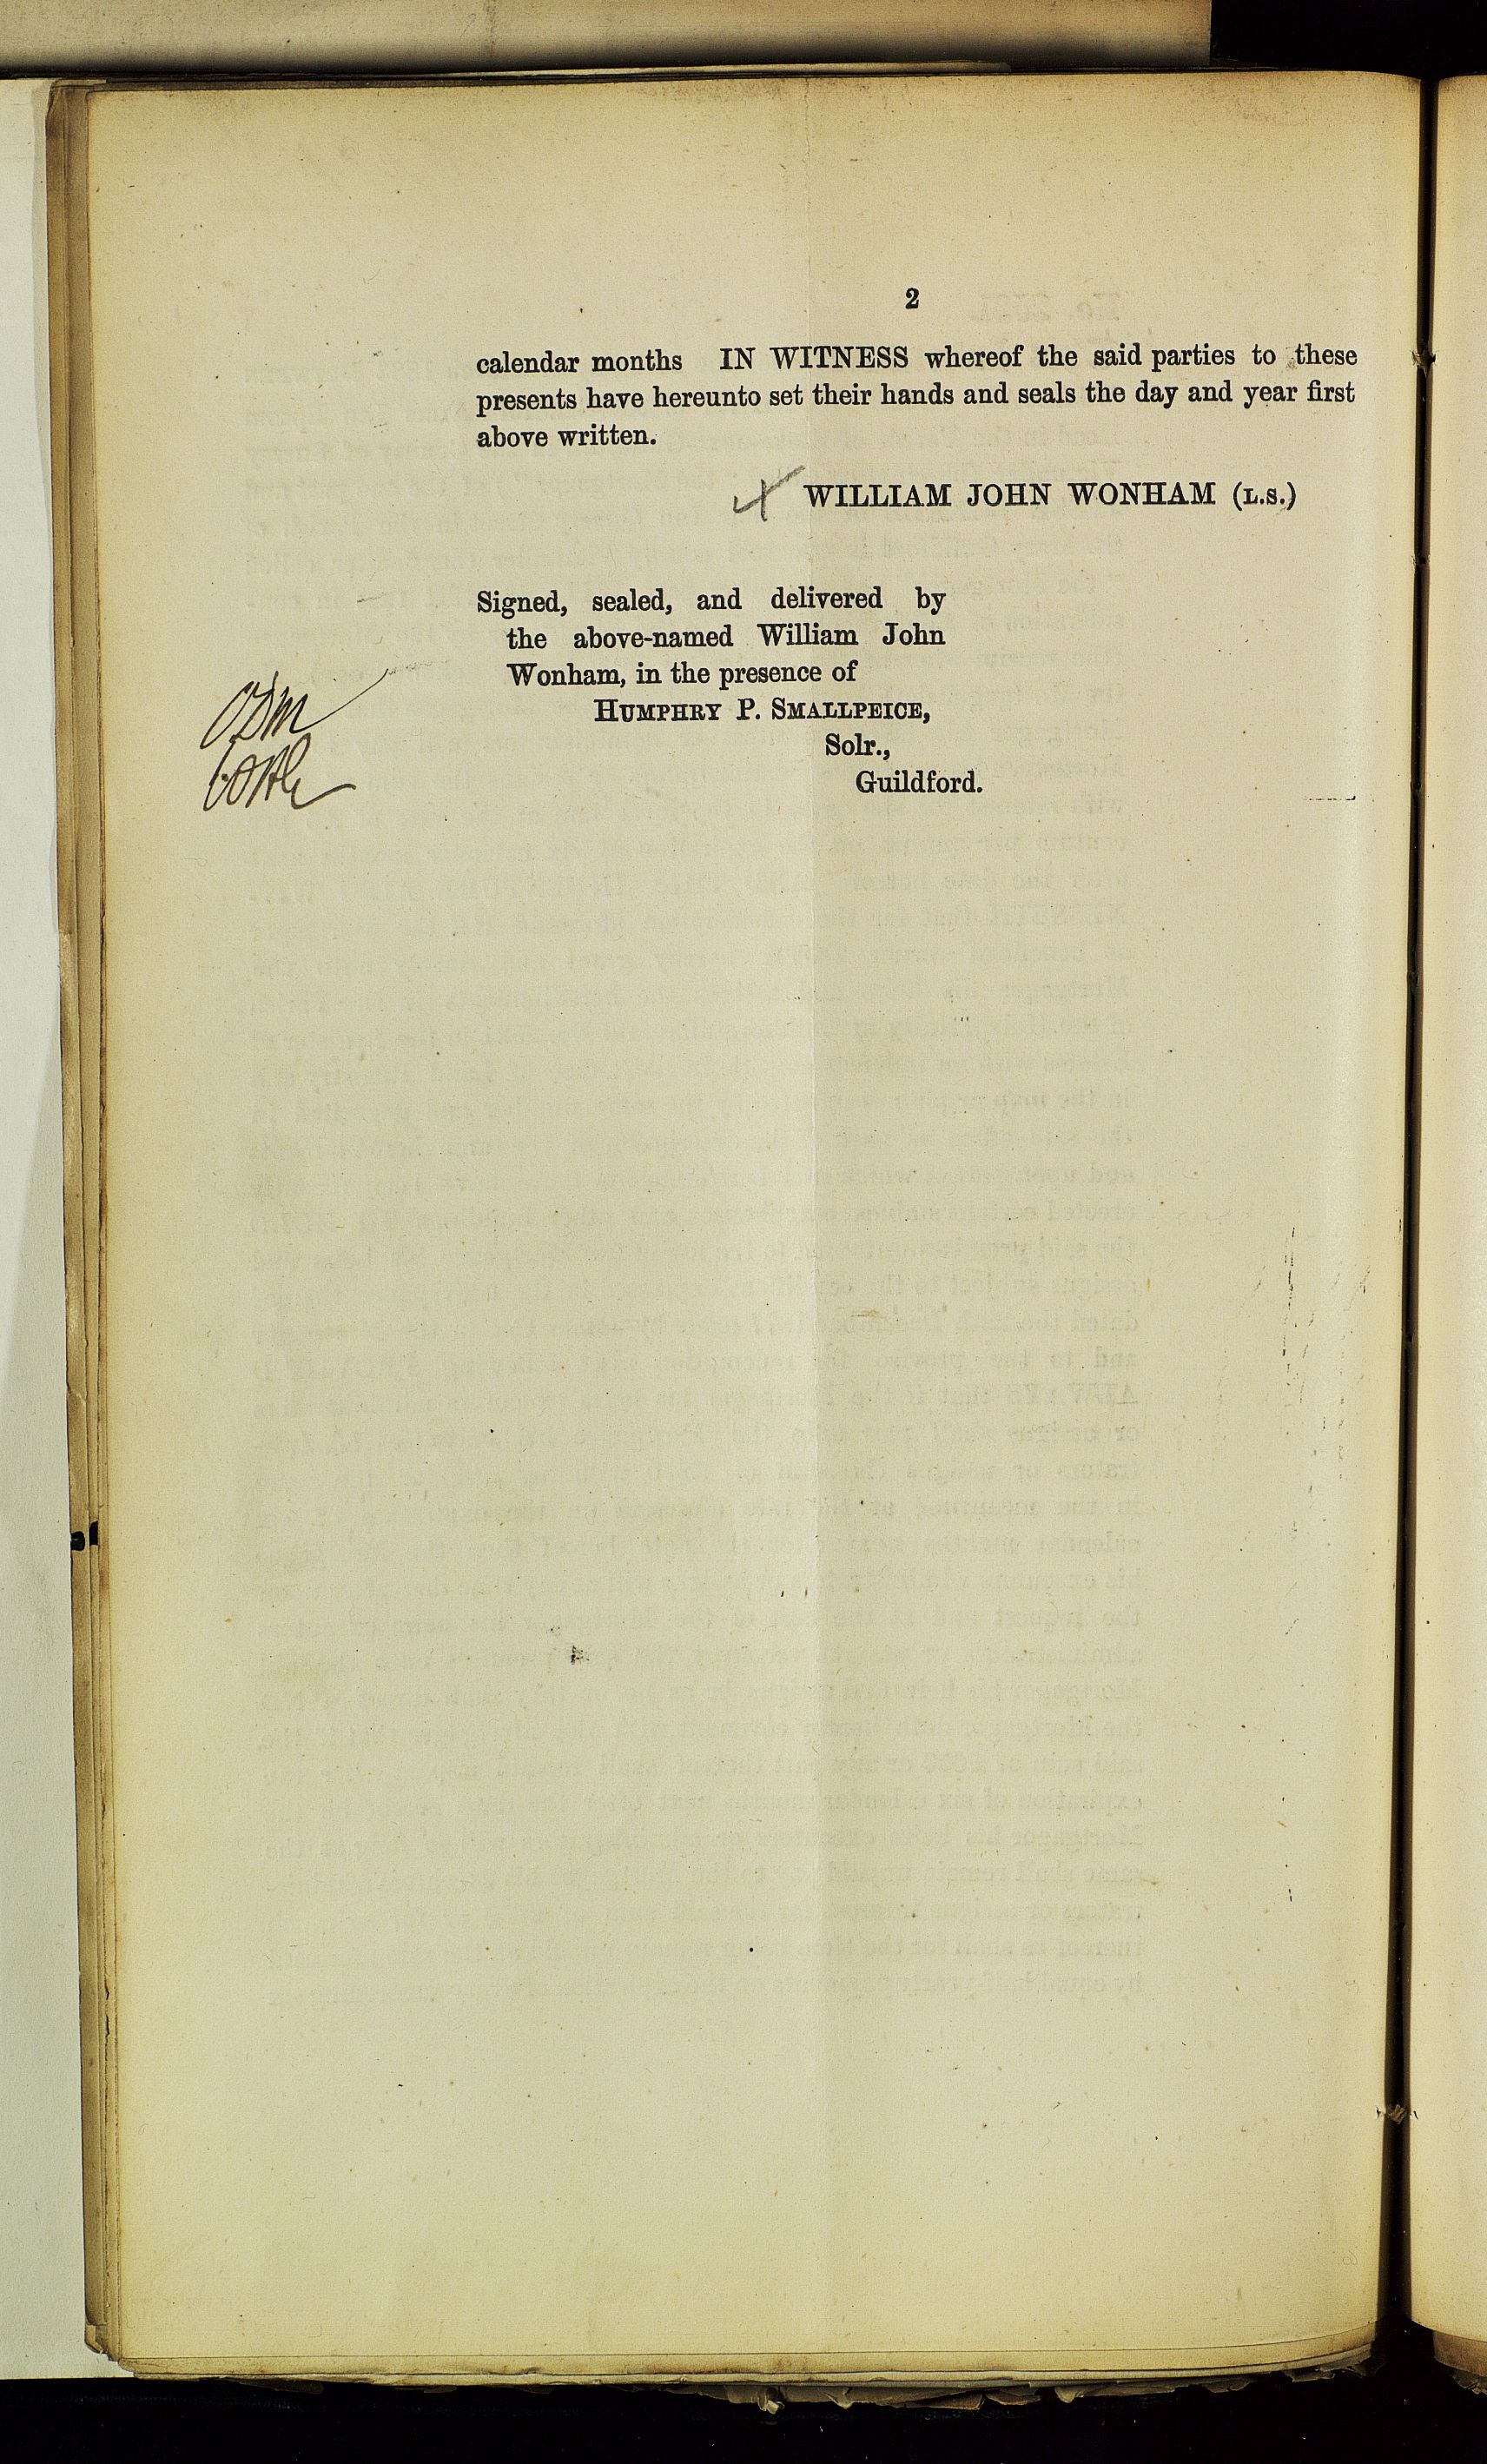 2
calendar months IN WITNESS whereof the said parties to these
presents have hereunto set their hands and seals the day and year first
above written.
WILLIAM JOHN WONHAM (L.S.)
Signed, sealed, and delivered by
the above-named William John
Wonham, in the presence of
HUMPHRY P. SMALLPEICE,
Solr.,
Guildford.